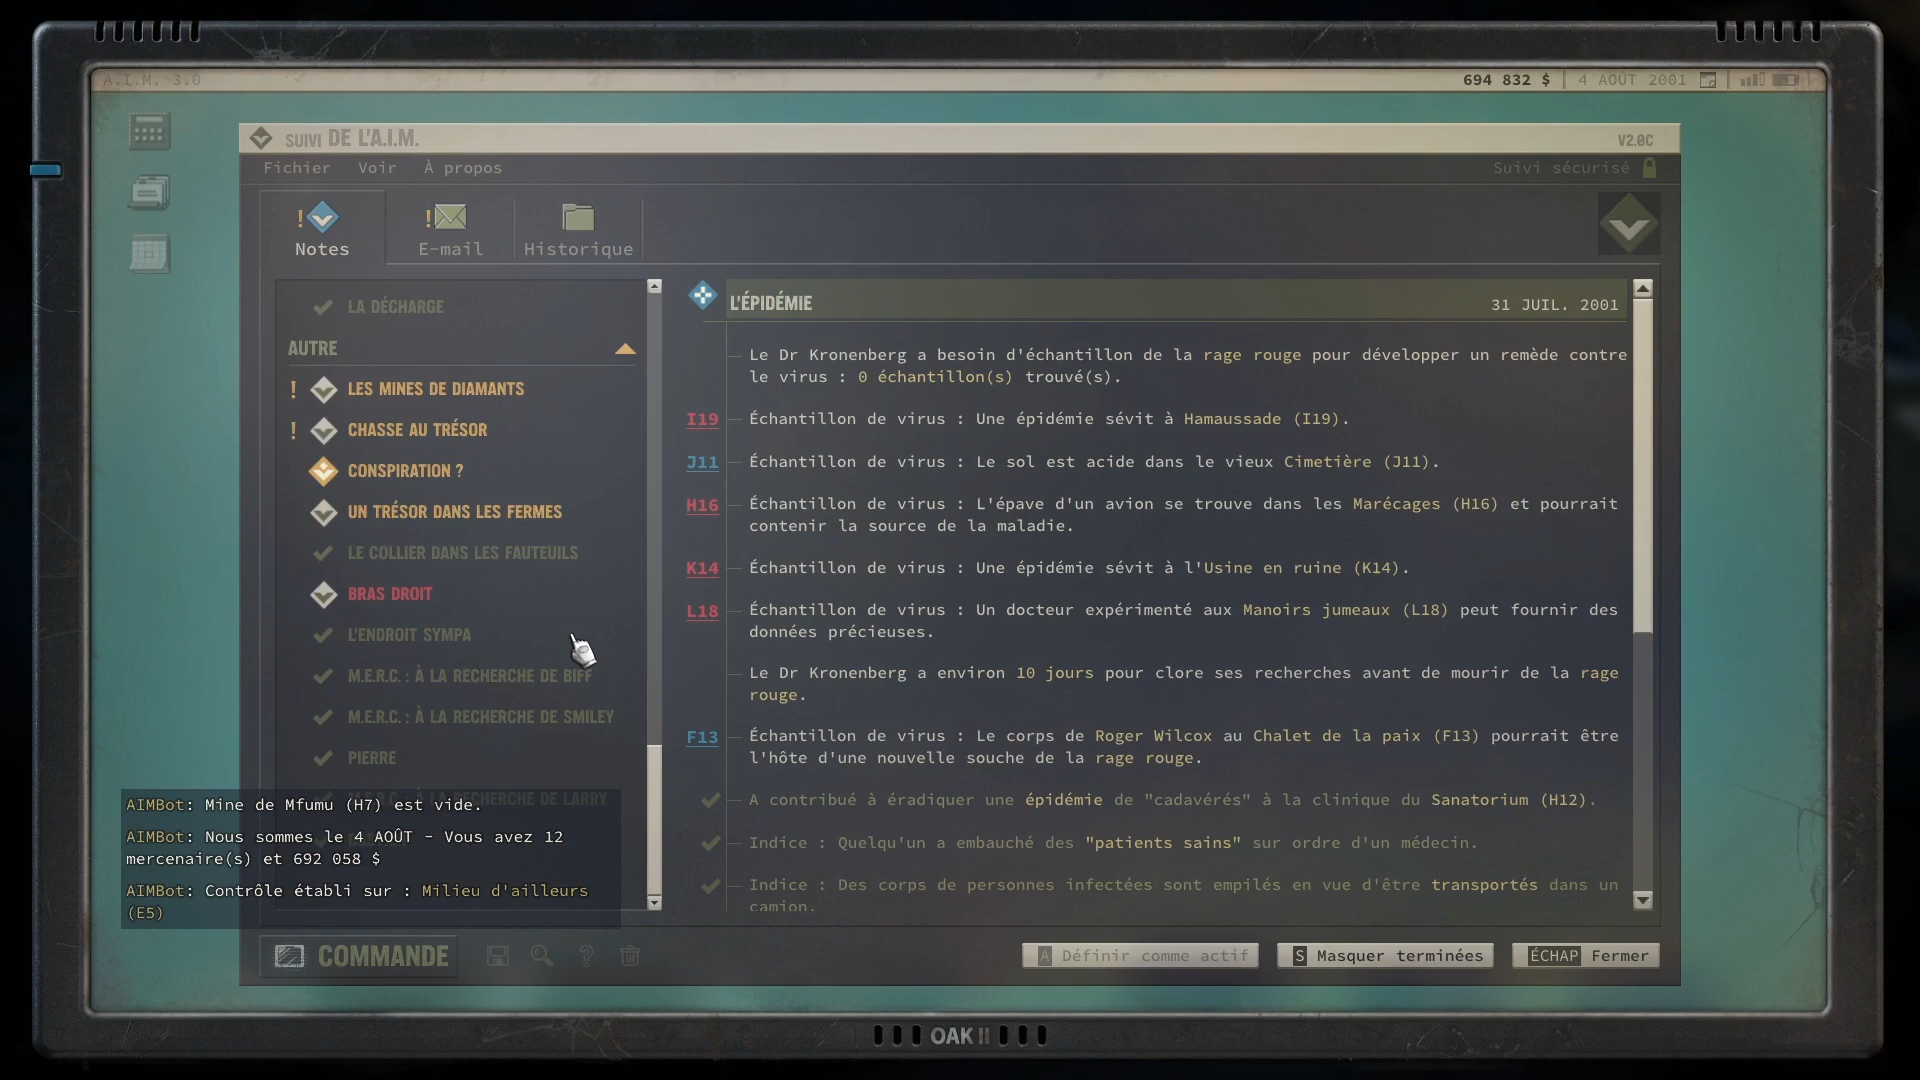 A.I.M. 3.0
694 832 $ | 4 AOÛT 2001
SUIVI DE L'A.I.M.
V2.0C
Fichier Voir À propos
Suivi sécurisé
! Notes
! E-mail
Historique
LA DÉCHARGE
AUTRE
! LES MINES DE DIAMANTS
! CHASSE AU TRÉSOR
CONSPIRATION ?
UN TRÉSOR DANS LES FERMES
LE COLLIER DANS LES FAUTEUILS
BRAS DROIT
L'ENDROIT SYMPA
M.E.R.C. : À LA RECHERCHE DE BIFF
M.E.R.C. : À LA RECHERCHE DE SMILEY
PIERRE
M.E.R.C. : À LA RECHERCHE DE LARRY
L'ÉPIDÉMIE
31 JUIL. 2001
Le Dr Kronenberg a besoin d'échantillon de la rage rouge pour développer un remède contre
le virus : 0 échantillon(s) trouvé(s).
I19 Échantillon de virus : Une épidémie sévit à Hamaussade (I19).
J11 Échantillon de virus : Le sol est acide dans le vieux Cimetière (J11).
H16 Échantillon de virus : L'épave d'un avion se trouve dans les Marécages (H16) et pourrait
contenir la source de la maladie.
K14 Échantillon de virus : Une épidémie sévit à l'Usine en ruine (K14).
L18 Échantillon de virus : Un docteur expérimenté aux Manoirs jumeaux (L18) peut fournir des
données précieuses.
Le Dr Kronenberg a environ 10 jours pour clore ses recherches avant de mourir de la rage
rouge.
F13 Échantillon de virus : Le corps de Roger Wilcox au Chalet de la paix (F13) pourrait être
l'hôte d'une nouvelle souche de la rage rouge.
A contribué à éradiquer une épidémie de "cadavérés" à la clinique du Sanatorium (H12).
Indice : Quelqu'un a embauché des "patients sains" sur ordre d'un médecin.
Indice : Des corps de personnes infectées sont empilés en vue d'être transportés dans un
camion.
AIMBot: Mine de Mfumu (H7) est vide.
AIMBot: Nous sommes le 4 AOÛT - Vous avez 12
mercenaire(s) et 692 058 $
AIMBot: Contrôle établi sur : Milieu d'ailleurs
(E5)
COMMANDE
?
A Définir comme actif
S Masquer terminées
ÉCHAP Fermer
OAK II